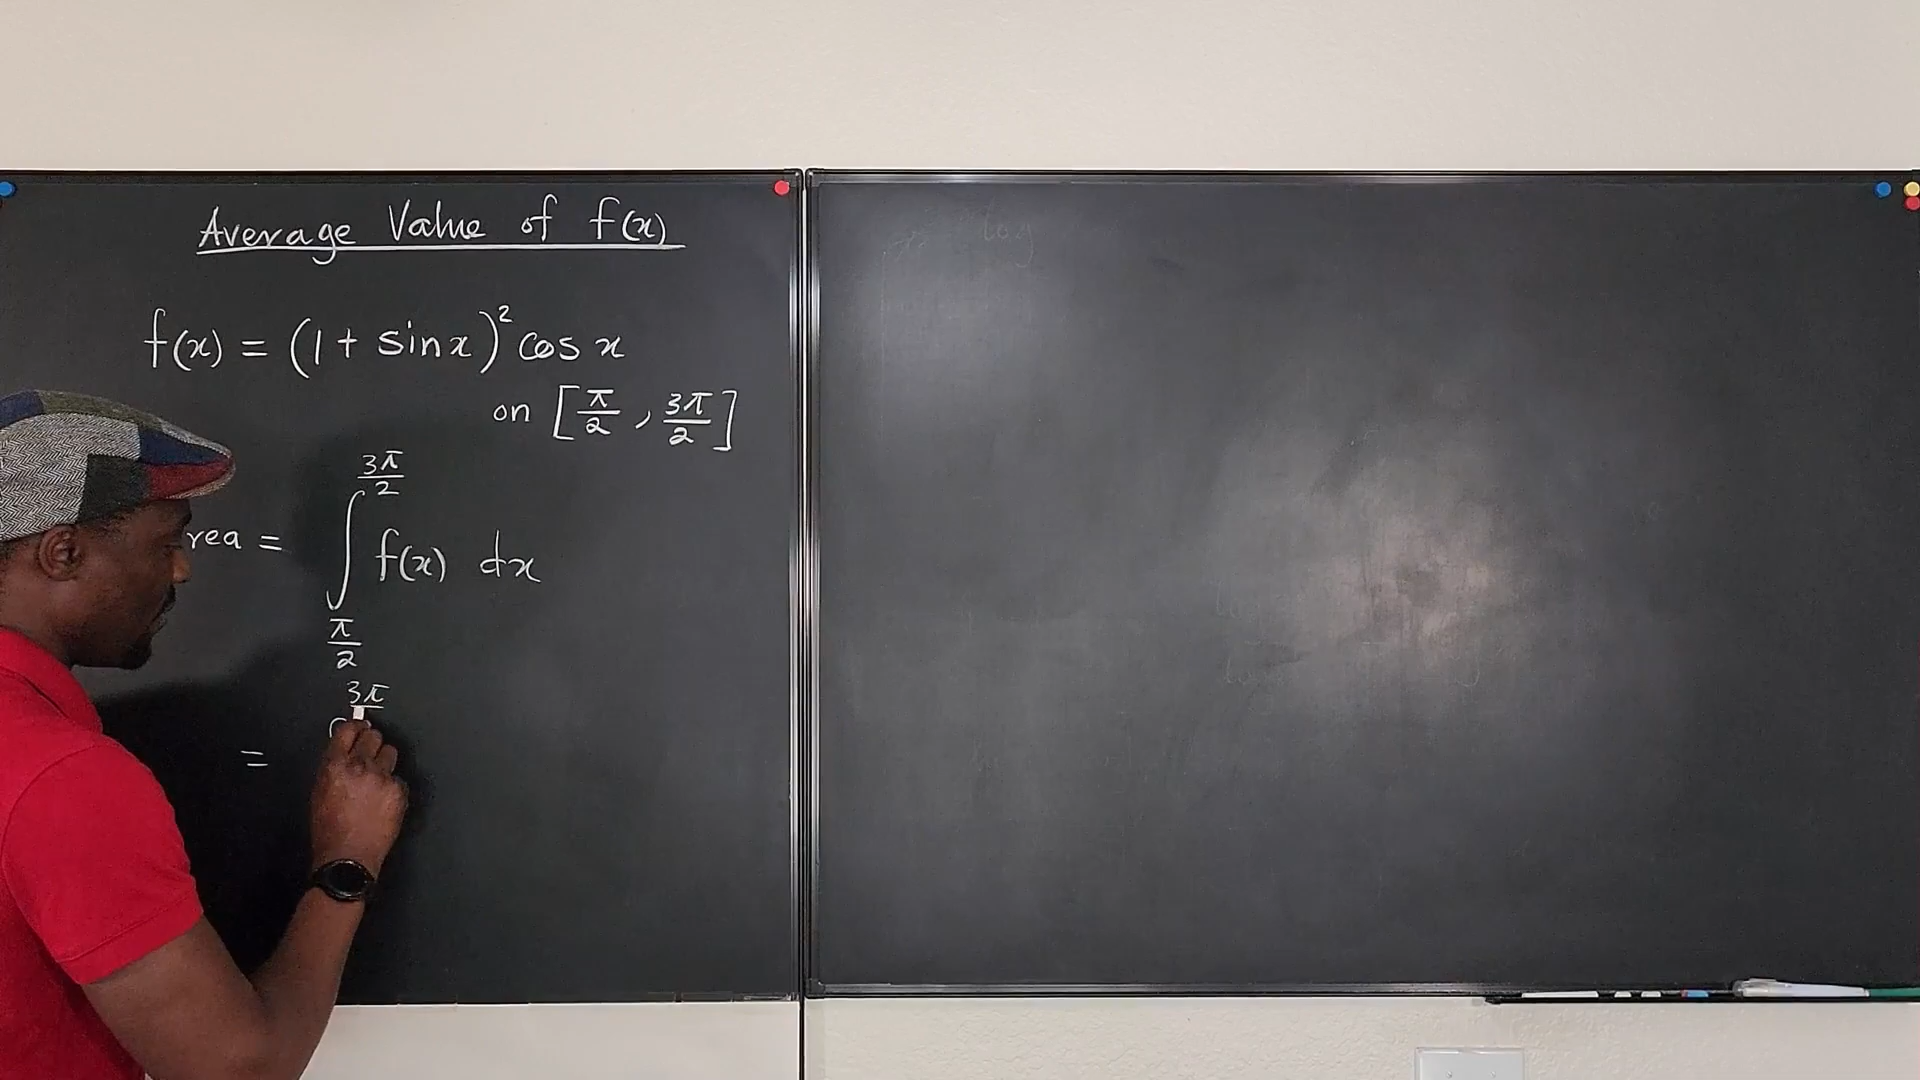 Average Value of f(x)
f(x) = (1 + sin x)² cos x
on [π/2, 3π/2]
rea = ∫_{π/2}^{3π/2} f(x) dx
= 3π